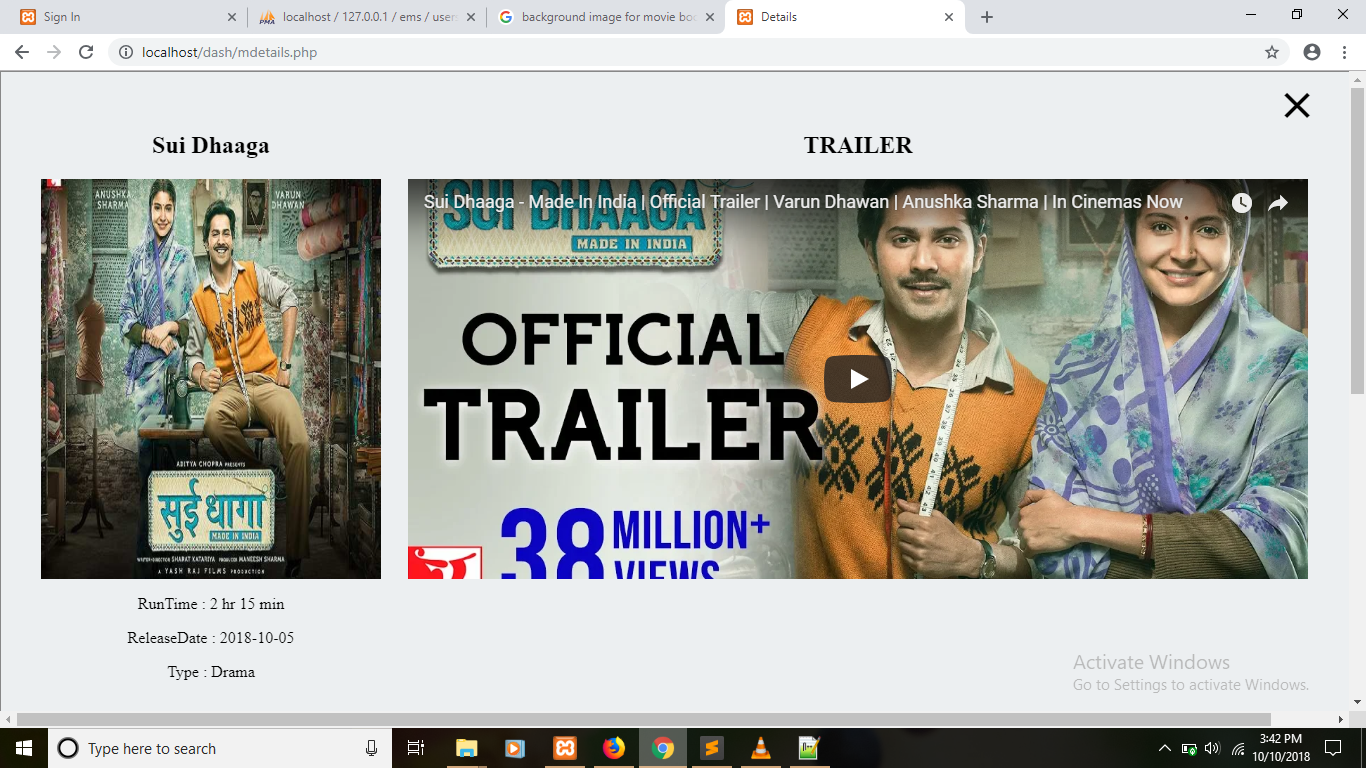 Sign In
localhost / 127.0.0.1 / ems / user
background image for movie boo
Details
localhost/dash/mdetails.php
Sui Dhaaga
TRAILER
ANUSHKA
SHARMA
VARUN
DHAWAN
ADITYA CHOPRA PRESENTS
सुई धागा
MADE IN INDIA
WRITER-DIRECTOR SHARAT KATARIYA PRODUCER MANEESH SHARMA
A YASH RAJ FILMS PRODUCTION
Sui Dhaaga - Made In India | Official Trailer | Varun Dhawan | Anushka Sharma | In Cinemas Now
SUI DHAAGA
MADE IN INDIA
OFFICIAL
TRAILER
38 MILLION+
VIEWS
RunTime : 2 hr 15 min
ReleaseDate : 2018-10-05
Type : Drama
Activate Windows
Go to Settings to activate Windows.
Type here to search
3:42 PM
10/10/2018